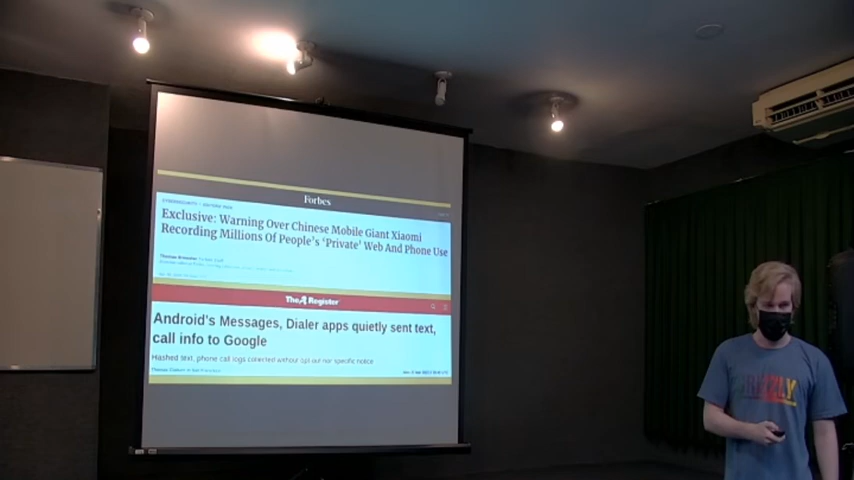 Forbes
Exclusive: Warning Over Chinese Mobile Giant Xiaomi
Recording Millions Of People's 'Private' Web And Phone Use
The Register
Android's Messages, Dialer apps quietly sent text,
call info to Google
Hashed text, phone call logs collected without opt out nor specific notice